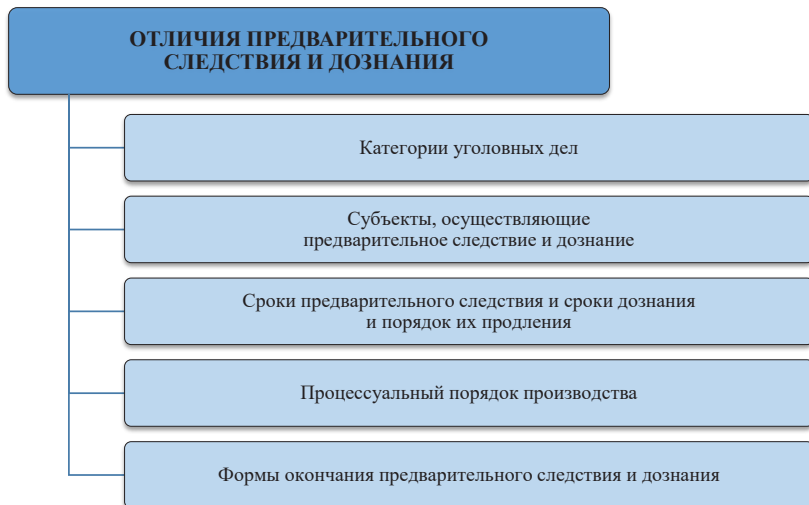 ОТЛИЧИЯ ПРЕДВАРИТЕЛЬНОГО
СЛЕДСТВИЯ И ДОЗНАНИЯ
Категории уголовных дел
Субъекты, осуществляющие
предварительное следствие и дознание
Сроки предварительного следствия и сроки дознания
и порядок их продления
Процессуальный порядок производства
Формы окончания предварительного следствия и дознания